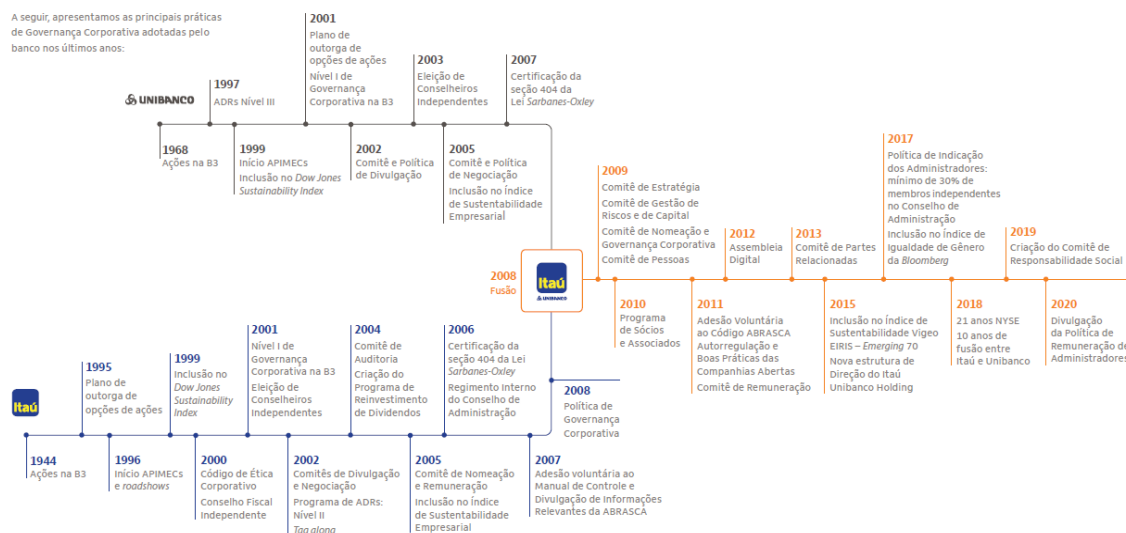 A seguir, apresentamos as principais práticas
de Governança Corporativa adotadas pelo
banco nos últimos anos:
UNIBANCO
1968
Ações na B3
1997
ADRs Nível III
1999
Início APIMECs
Inclusão no Dow Jones
Sustainability Index
2001
Plano de
outorga de
opções de ações
Nível I de
Governança
Corporativa na B3
2002
Comitê e Política
de Divulgação
2003
Eleição de
Conselheiros
Independentes
2005
Comitê e Política
de Negociação
Inclusão no Índice
de Sustentabilidade
Empresarial
2007
Certificação da
seção 404 da
Lei Sarbanes-Oxley
Itaú
1944
Ações na B3
1995
Plano de
outorga de
opções de ações
1996
Início APIMECs
e roadshows
1999
Inclusão no
Dow Jones
Sustainability
Index
2000
Código de Ética
Corporativo
Conselho Fiscal
Independente
2001
Nível I de
Governança
Corporativa na B3
Eleição de
Conselheiros
Independentes
2002
Comitês de Divulgação
e Negociação
Programa de ADRs:
Nível II
Tag along
2004
Comitê de
Auditoria
Criação do
Programa de
Reinvestimento
de Dividendos
2005
Comitê de Nomeação
e Remuneração
Inclusão no Índice
de Sustentabilidade
Empresarial
2006
Certificação da
seção 404 da Lei
Sarbanes-Oxley
Regimento Interno
do Conselho de
Administração
2007
Adesão voluntária ao
Manual de Controle e
Divulgação de Informações
Relevantes da ABRASCA
2008
Política de
Governança
Corporativa
2008
Fusão
Itaú
UNIBANCO
2009
Comitê de Estratégia
Comitê de Gestão de
Riscos e de Capital
Comitê de Nomeação e
Governança Corporativa
Comitê de Pessoas
2010
Programa
de Sócios
e Associados
2011
Adesão Voluntária
ao Código ABRASCA
Autorregulação e
Boas Práticas das
Companhias Abertas
Comitê de Remuneração
2012
Assembleia
Digital
2013
Comitê de Partes
Relacionadas
2015
Inclusão no Índice de
Sustentabilidade Vigeo
EIRIS – Emerging 70
Nova estrutura de
Direção do Itaú
Unibanco Holding
2017
Política de Indicação
dos Administradores:
mínimo de 30% de
membros independentes
no Conselho de
Administração
Inclusão no Índice de
Igualdade de Gênero
da Bloomberg
2018
21 anos NYSE
10 anos de
fusão entre
Itaú e Unibanco
2019
Criação do Comitê de
Responsabilidade Social
2020
Divulgação
da Política de
Remuneração de
Administradores